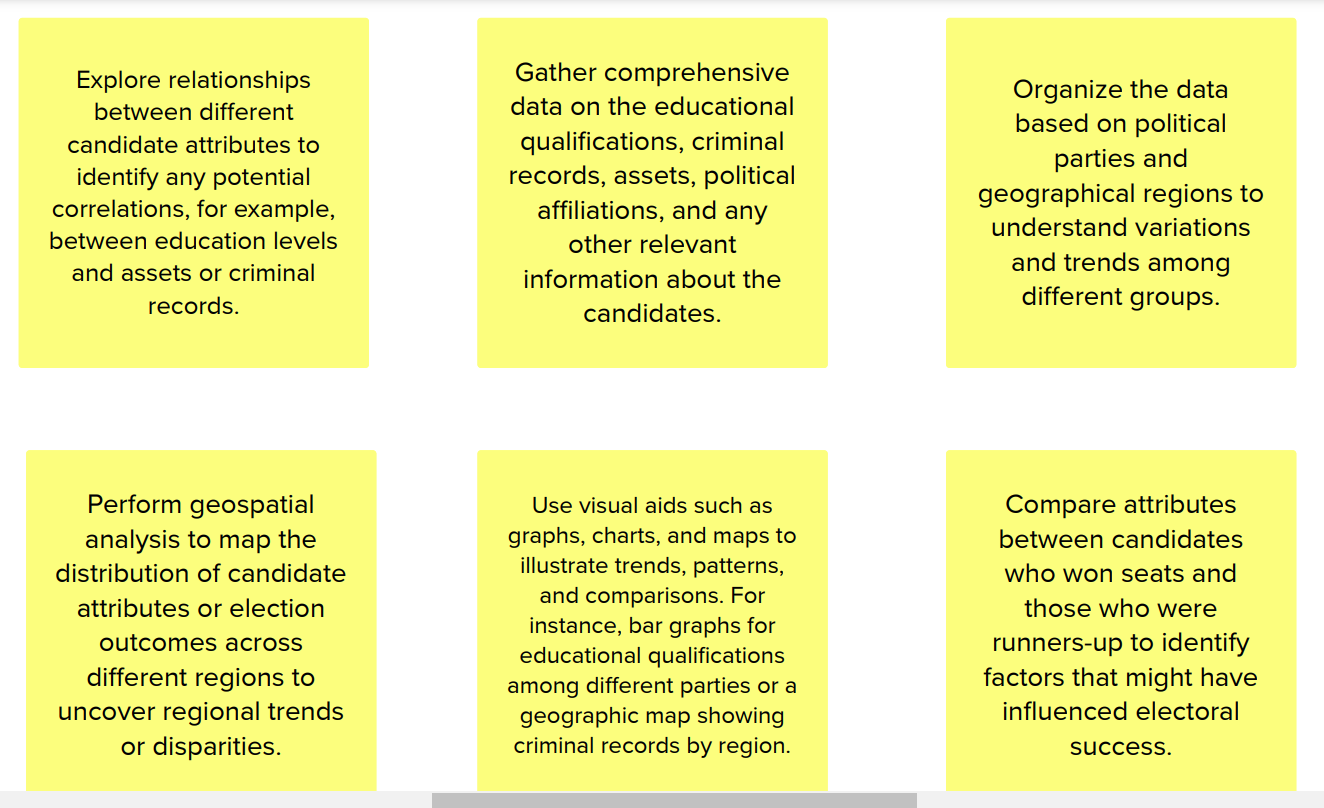 Explore relationships
between different
candidate attributes to
identify any potential
correlations, for example,
between education levels
and assets or criminal
records.
Gather comprehensive
data on the educational
qualifications, criminal
records, assets, political
affiliations, and any
other relevant
information about the
candidates.
Organize the data
based on political
parties and
geographical regions to
understand variations
and trends among
different groups.
Perform geospatial
analysis to map the
distribution of candidate
attributes or election
outcomes across
different regions to
uncover regional trends
or disparities.
Use visual aids such as
graphs, charts, and maps to
illustrate trends, patterns,
and comparisons. For
instance, bar graphs for
educational qualifications
among different parties or a
geographic map showing
criminal records by region.
Compare attributes
between candidates
who won seats and
those who were
runners-up to identify
factors that might have
influenced electoral
success.